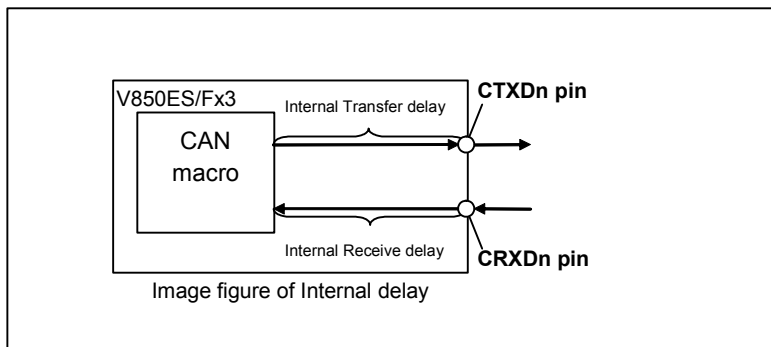 CTXDn pin
V850ES/Fx3
Internal Transfer delay
CAN
macro
Internal Receive delay
CRXDn pin
Image figure of Internal delay